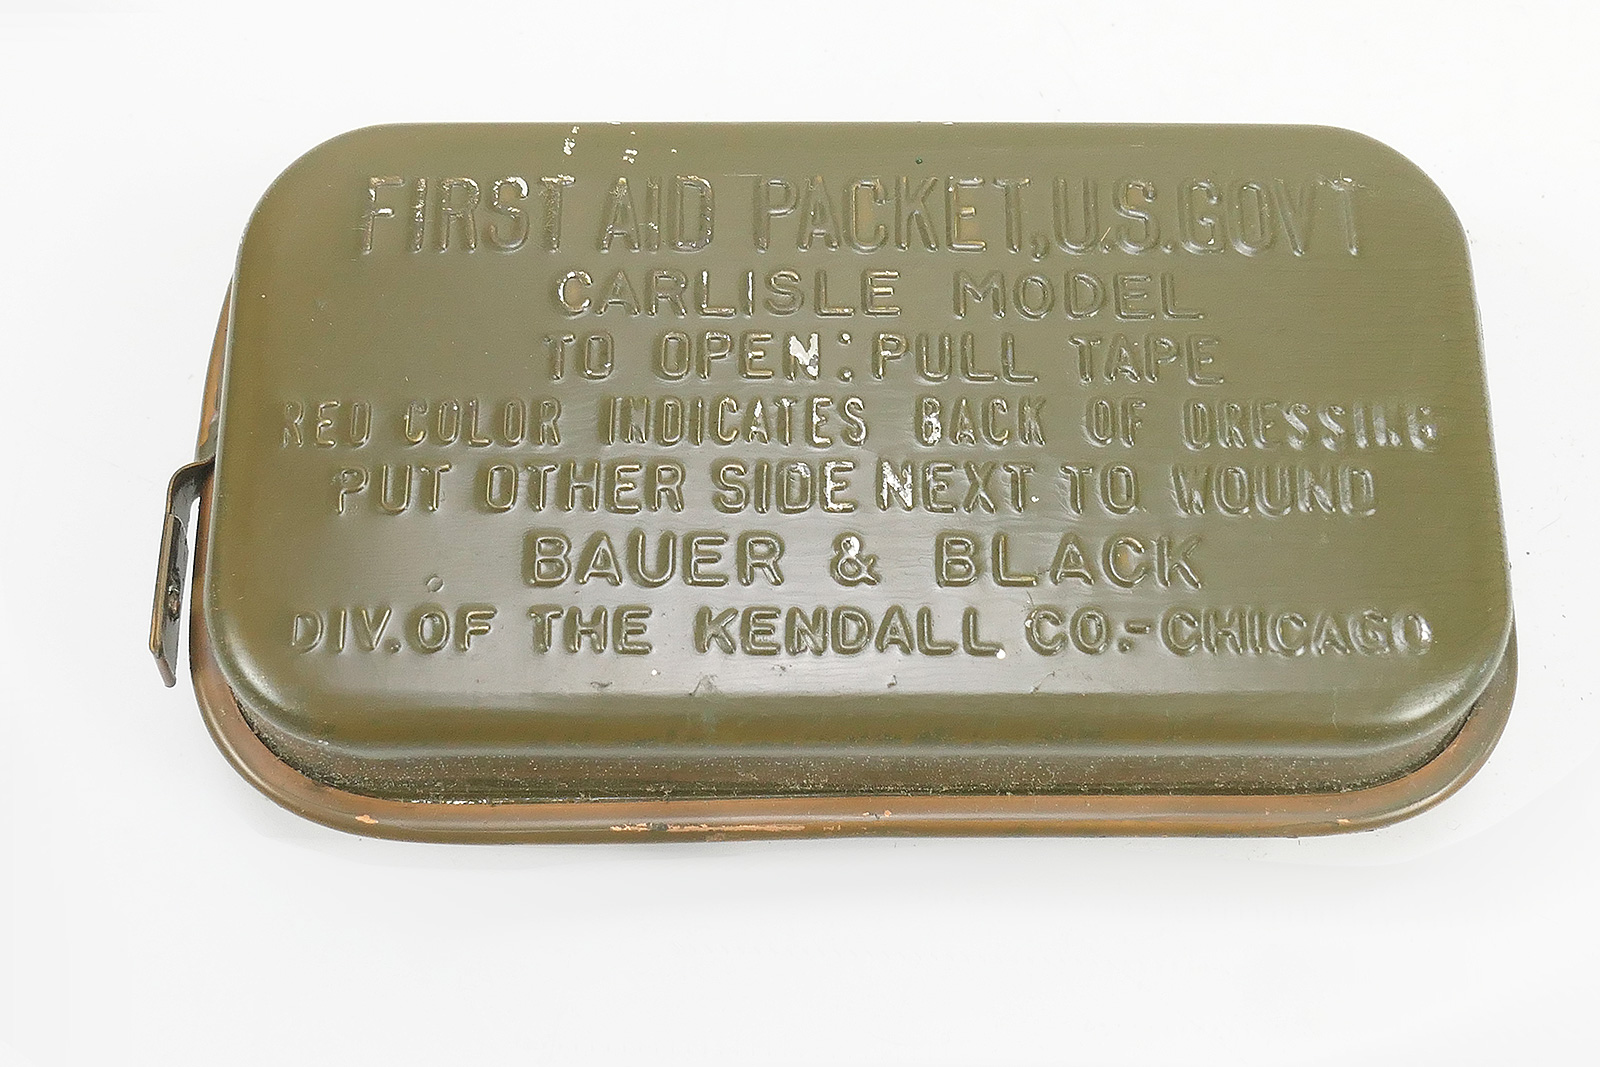 FIRST AID PACKET, U.S. GOVT
CARLISLE MODEL
TO OPEN: PULL TAPE
RED COLOR INDICATES BACK OF DRESSING
PUT OTHER SIDE NEXT TO WOUND
BAUER & BLACK
DIV. OF THE KENDALL CO.-CHICAGO